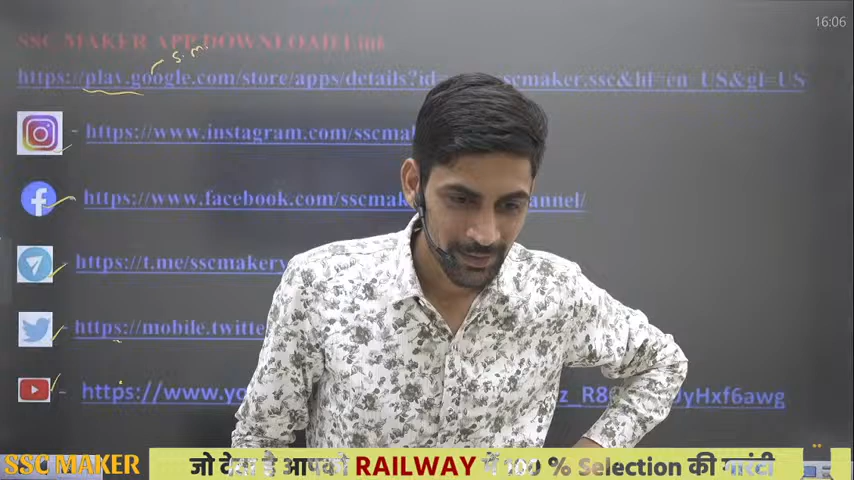 16:06
SSC MAKER APP DOWNLOAD Link
s.m.
https://play.google.com/store/apps/details?id= sscmaker.ssc&hl=en_US&gl=US
- https://www.instagram.com/sscmak
- https://www.facebook.com/sscmak annel/
- https://t.me/sscmakery
- https://mobile.twitte
- https://www.yo z_R8 yHxf6awg
SSC MAKER जो देता है आपको RAILWAY में 100 % Selection की गारंटी